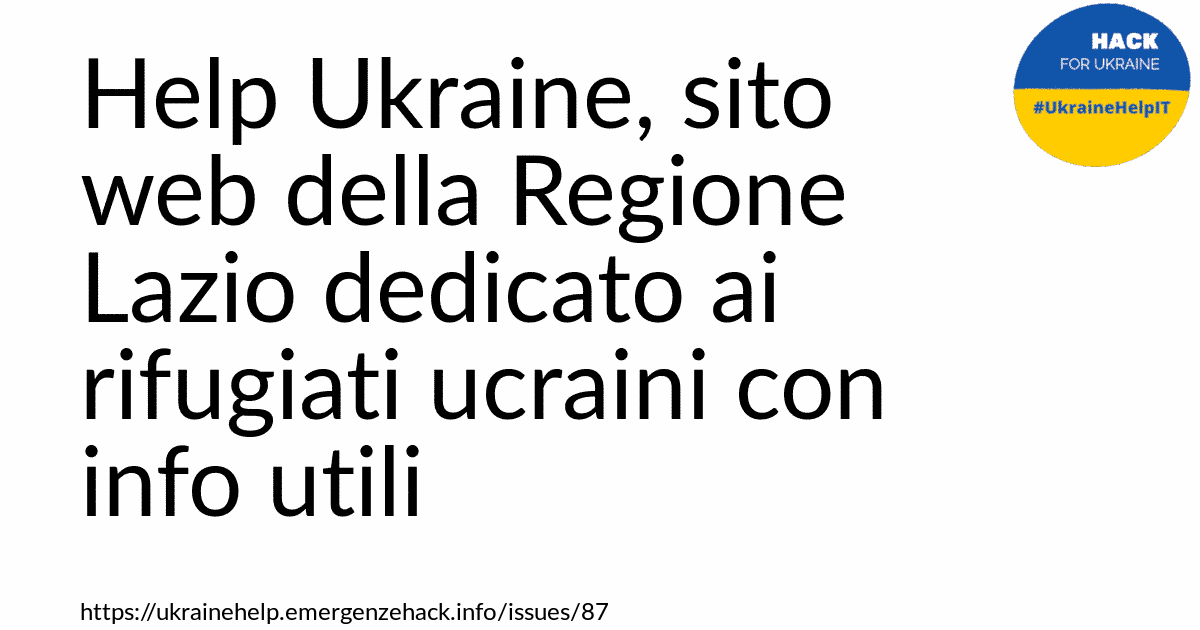 HACK
FOR UKRAINE
#UkraineHelpIT
Help Ukraine, sito
web della Regione
Lazio dedicato ai
rifugiati ucraini con
info utili
https://ukrainehelp.emergenzehack.info/issues/87